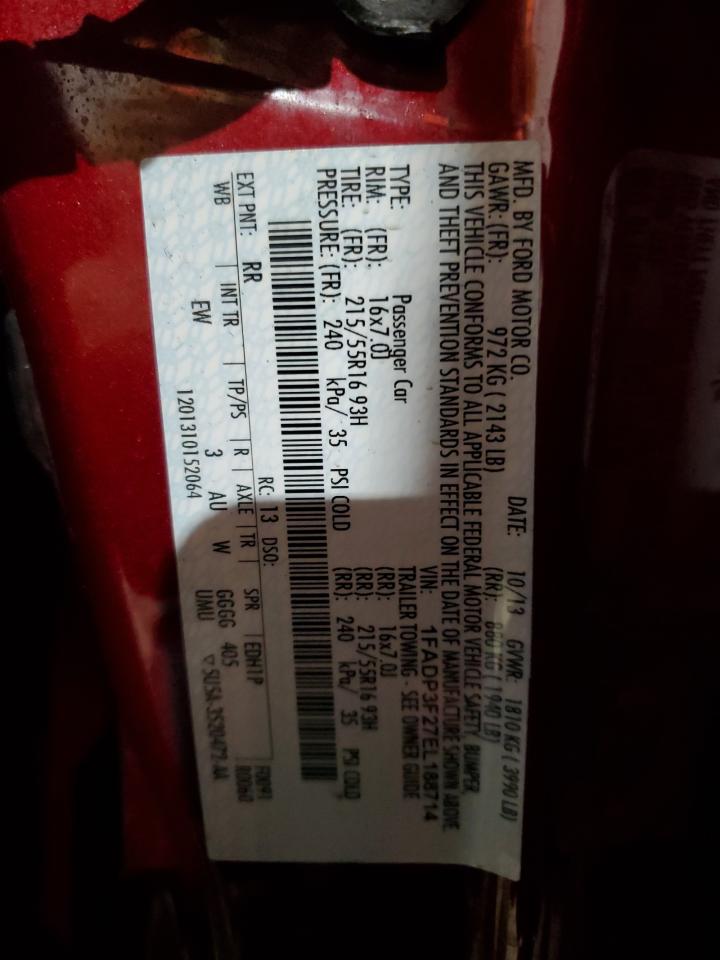 MFD. BY FORD MOTOR CO.
DATE: 10/13 GVWR: 1810 KG ( 3990 LB)
GAWR: (FR): 972 KG ( 2143 LB) (RR): 880 KG ( 1940 LB)
THIS VEHICLE CONFORMS TO ALL APPLICABLE FEDERAL MOTOR VEHICLE SAFETY, BUMPER,
AND THEFT PREVENTION STANDARDS IN EFFECT ON THE DATE OF MANUFACTURE SHOWN ABOVE
VIN: 1FADP3F27EL188714
TYPE: Passenger Car TRAILER TOWING - SEE OWNER GUIDE
RIM: (FR): 16x7.0J (RR): 16x7.0J
TIRE: (FR): 215/55R16 93H (RR): 215/55R16 93H
PRESSURE: (FR): 240 kPa/ 35 PSI COLD (RR): 240 kPa/ 35 PSI COLD
RC: 13 DSO:
EXT PNT: RR EDH1P
WB | INT TR | TP/PS | R | AXLE | TR | SPR
EW 3 AU W GGGG 405
UMU
1201310152064